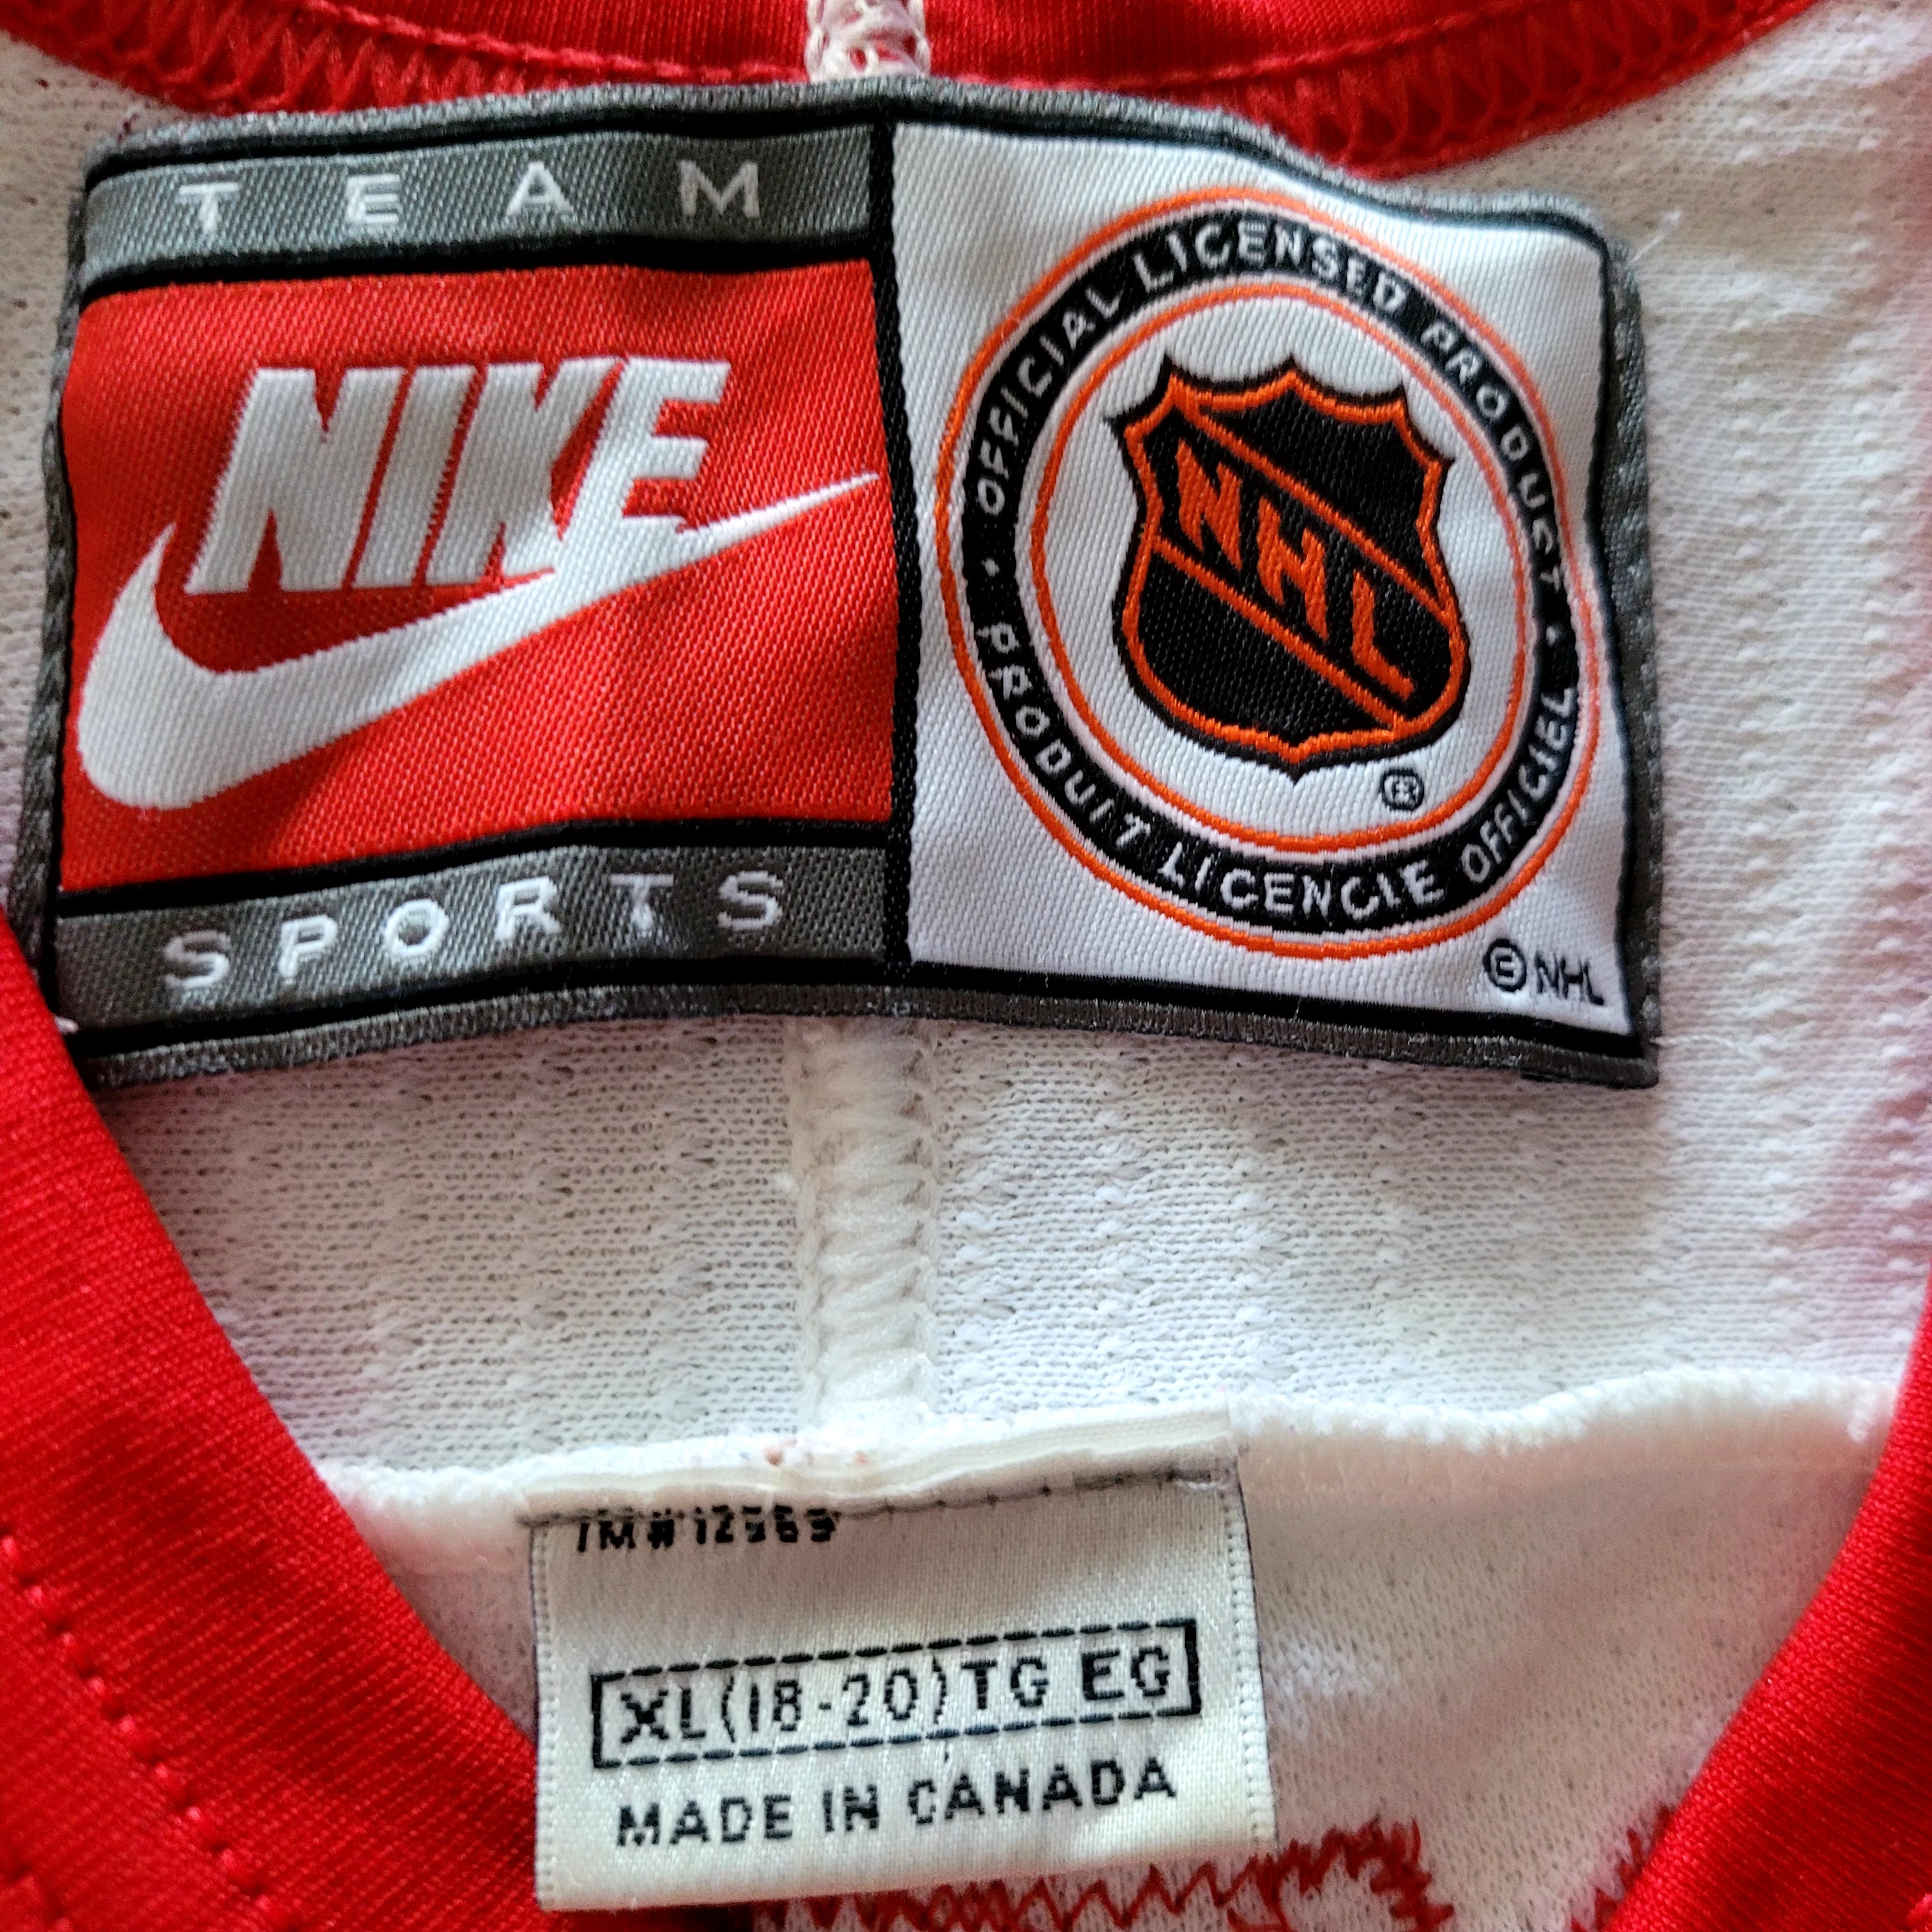 TEAM
NIKE
SPORTS
· OFFICIAL LICENSED PRODUCT ·
NHL
®
PRODUIT LICENCIE OFFICIEL
© NHL
XL(18-20)TG EG
MADE IN CANADA